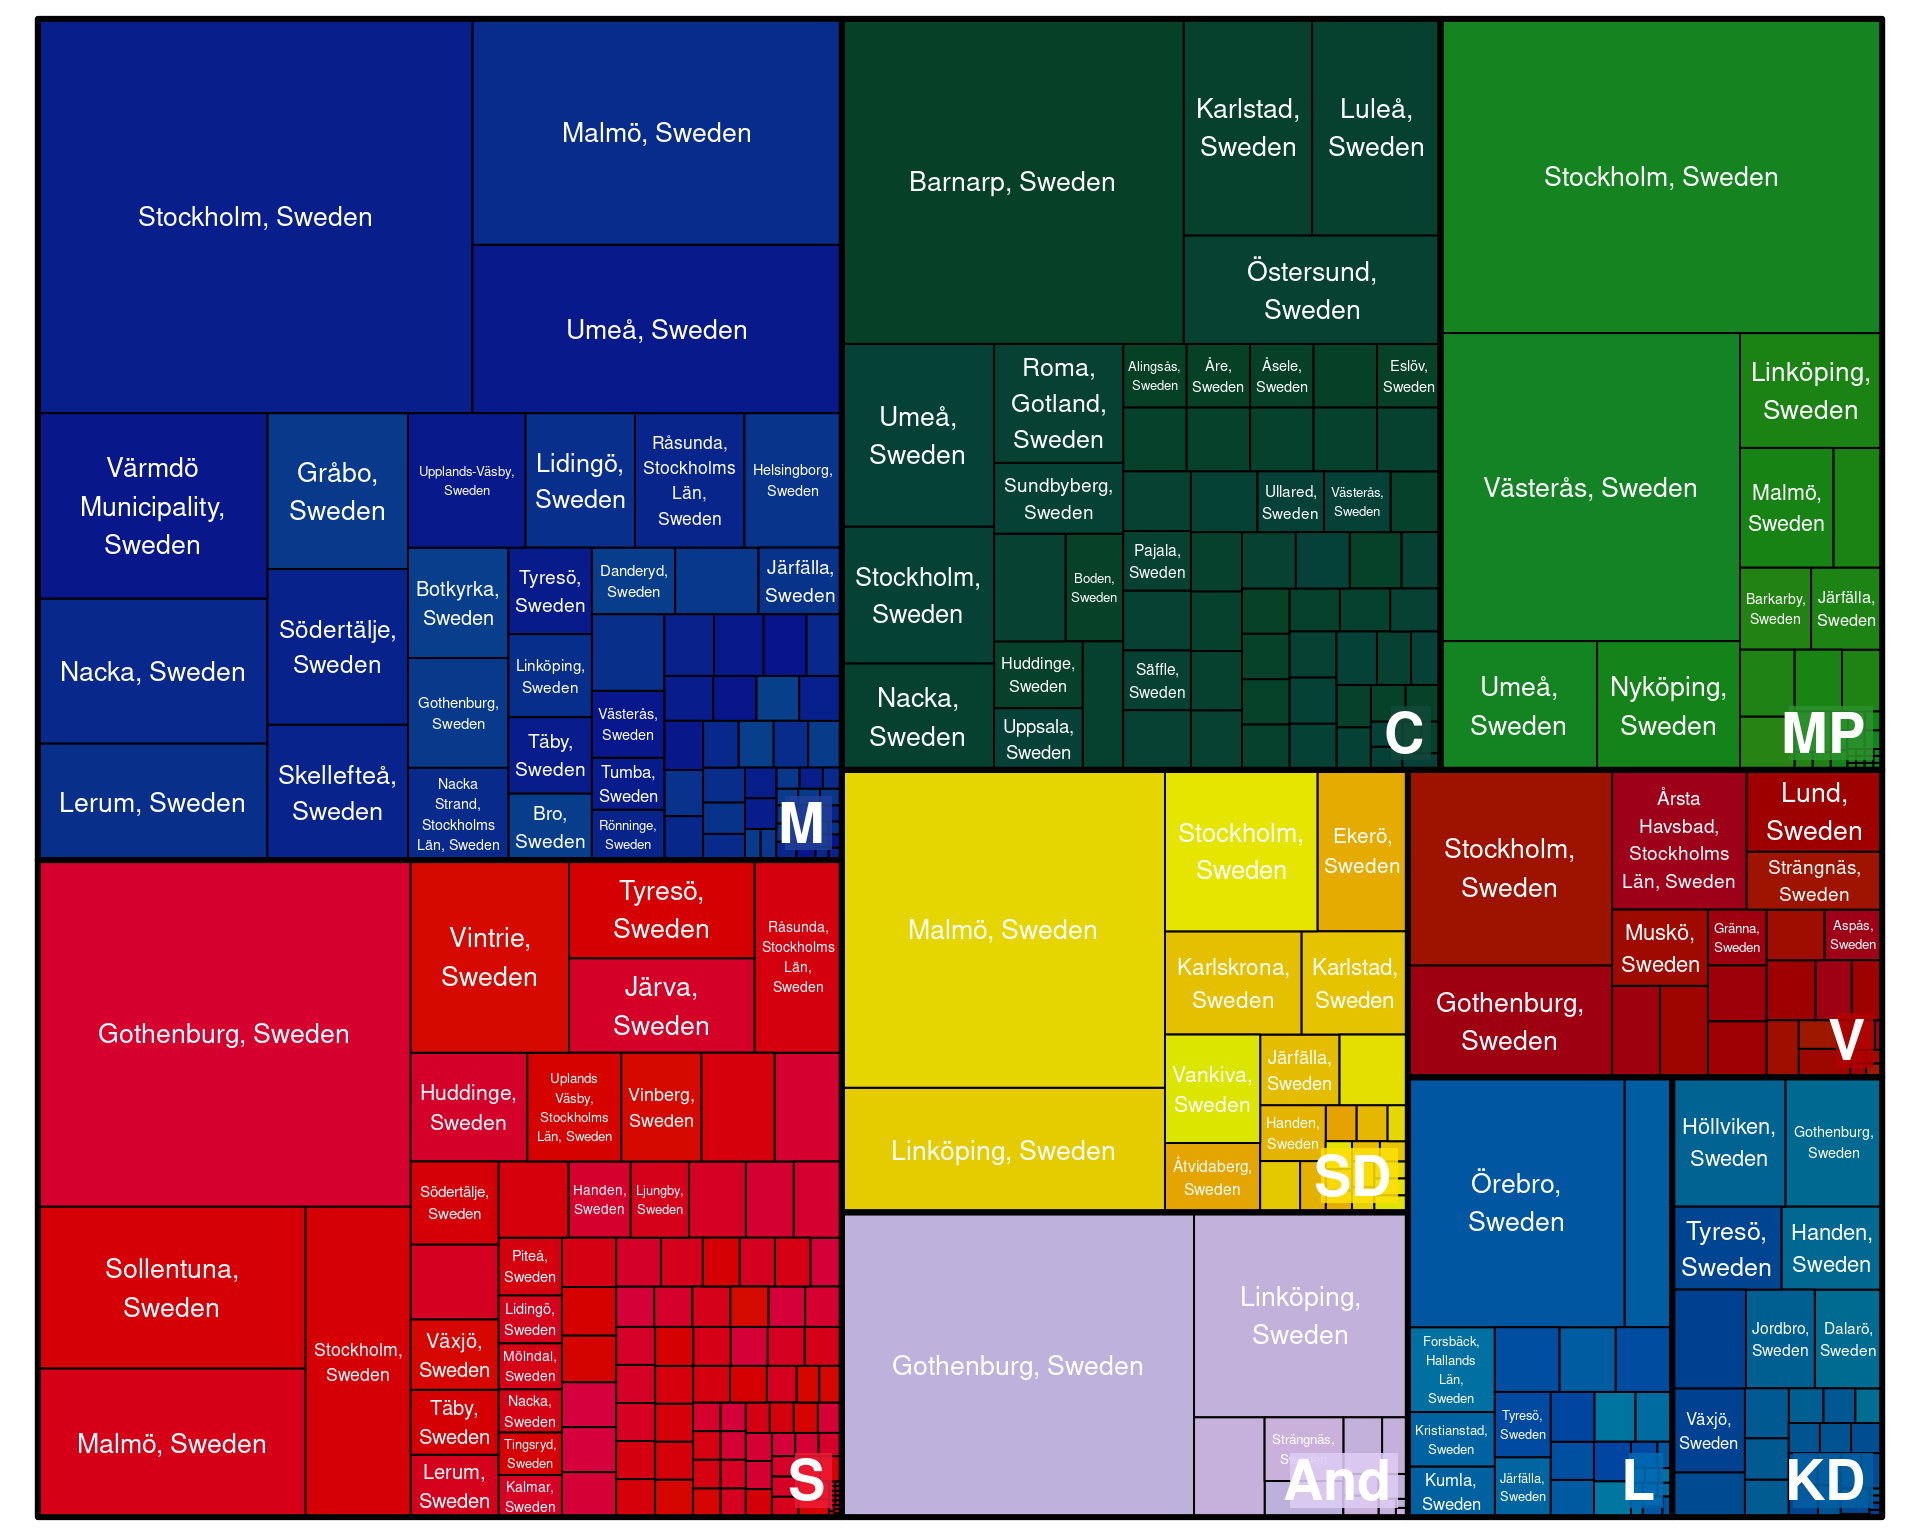 Stockholm, Sweden
Malmö, Sweden
Umeå, Sweden
Värmdö
Municipality,
Sweden
Nacka, Sweden
Lerum, Sweden
Gråbo,
Sweden
Södertälje,
Sweden
Skellefteå,
Sweden
Upplands-Väsby,
Sweden
Lidingö,
Sweden
Råsunda,
Stockholms
Län,
Sweden
Helsingborg,
Sweden
Botkyrka,
Sweden
Gothenburg,
Sweden
Nacka
Strand,
Stockholms
Län, Sweden
Tyresö,
Sweden
Linköping,
Sweden
Täby,
Sweden
Bro,
Sweden
Danderyd,
Sweden
Järfälla,
Sweden
Västerås,
Sweden
Tumba,
Sweden
Rönninge,
Sweden
M
Barnarp, Sweden
Karlstad,
Sweden
Luleå,
Sweden
Östersund,
Sweden
Umeå,
Sweden
Stockholm,
Sweden
Nacka,
Sweden
Roma,
Gotland,
Sweden
Sundbyberg,
Sweden
Boden,
Sweden
Huddinge,
Sweden
Uppsala,
Sweden
Alingsås,
Sweden
Åre,
Sweden
Åsele,
Sweden
Eslöv,
Sweden
Ullared,
Sweden
Västerås,
Sweden
Pajala,
Sweden
Säffle,
Sweden
C
Stockholm, Sweden
Västerås, Sweden
Umeå,
Sweden
Nyköping,
Sweden
Linköping,
Sweden
Malmö,
Sweden
Barkarby,
Sweden
Järfälla,
Sweden
MP
Gothenburg, Sweden
Sollentuna,
Sweden
Malmö, Sweden
Stockholm,
Sweden
Vintrie,
Sweden
Tyresö,
Sweden
Järva,
Sweden
Råsunda,
Stockholms
Län,
Sweden
Huddinge,
Sweden
Uplands
Väsby,
Stockholms
Län, Sweden
Vinberg,
Sweden
Södertälje,
Sweden
Växjö,
Sweden
Täby,
Sweden
Lerum,
Sweden
Handen,
Sweden
Ljungby,
Sweden
Piteå,
Sweden
Lidingö,
Sweden
Mölndal,
Sweden
Nacka,
Sweden
Tingsryd,
Sweden
Kalmar,
Sweden
S
Malmö, Sweden
Linköping, Sweden
Stockholm,
Sweden
Ekerö,
Sweden
Karlskrona,
Sweden
Karlstad,
Sweden
Vankiva,
Sweden
Åtvidaberg,
Sweden
Järfälla,
Sweden
Handen,
Sweden
SD
Gothenburg, Sweden
Linköping,
Sweden
Strängnäs,
And
Stockholm,
Sweden
Gothenburg,
Sweden
Årsta
Havsbad,
Stockholms
Län, Sweden
Lund,
Sweden
Strängnäs,
Sweden
Muskö,
Sweden
Gränna,
Sweden
Aspås,
Sweden
V
Örebro,
Sweden
Forsbäck,
Hallands
Län,
Sweden
Kristianstad,
Sweden
Kumla,
Sweden
Tyresö,
Sweden
Järfälla,
Sweden
L
Höllviken,
Sweden
Gothenburg,
Sweden
Tyresö,
Sweden
Handen,
Sweden
Jordbro,
Sweden
Dalarö,
Sweden
Växjö,
Sweden
KD